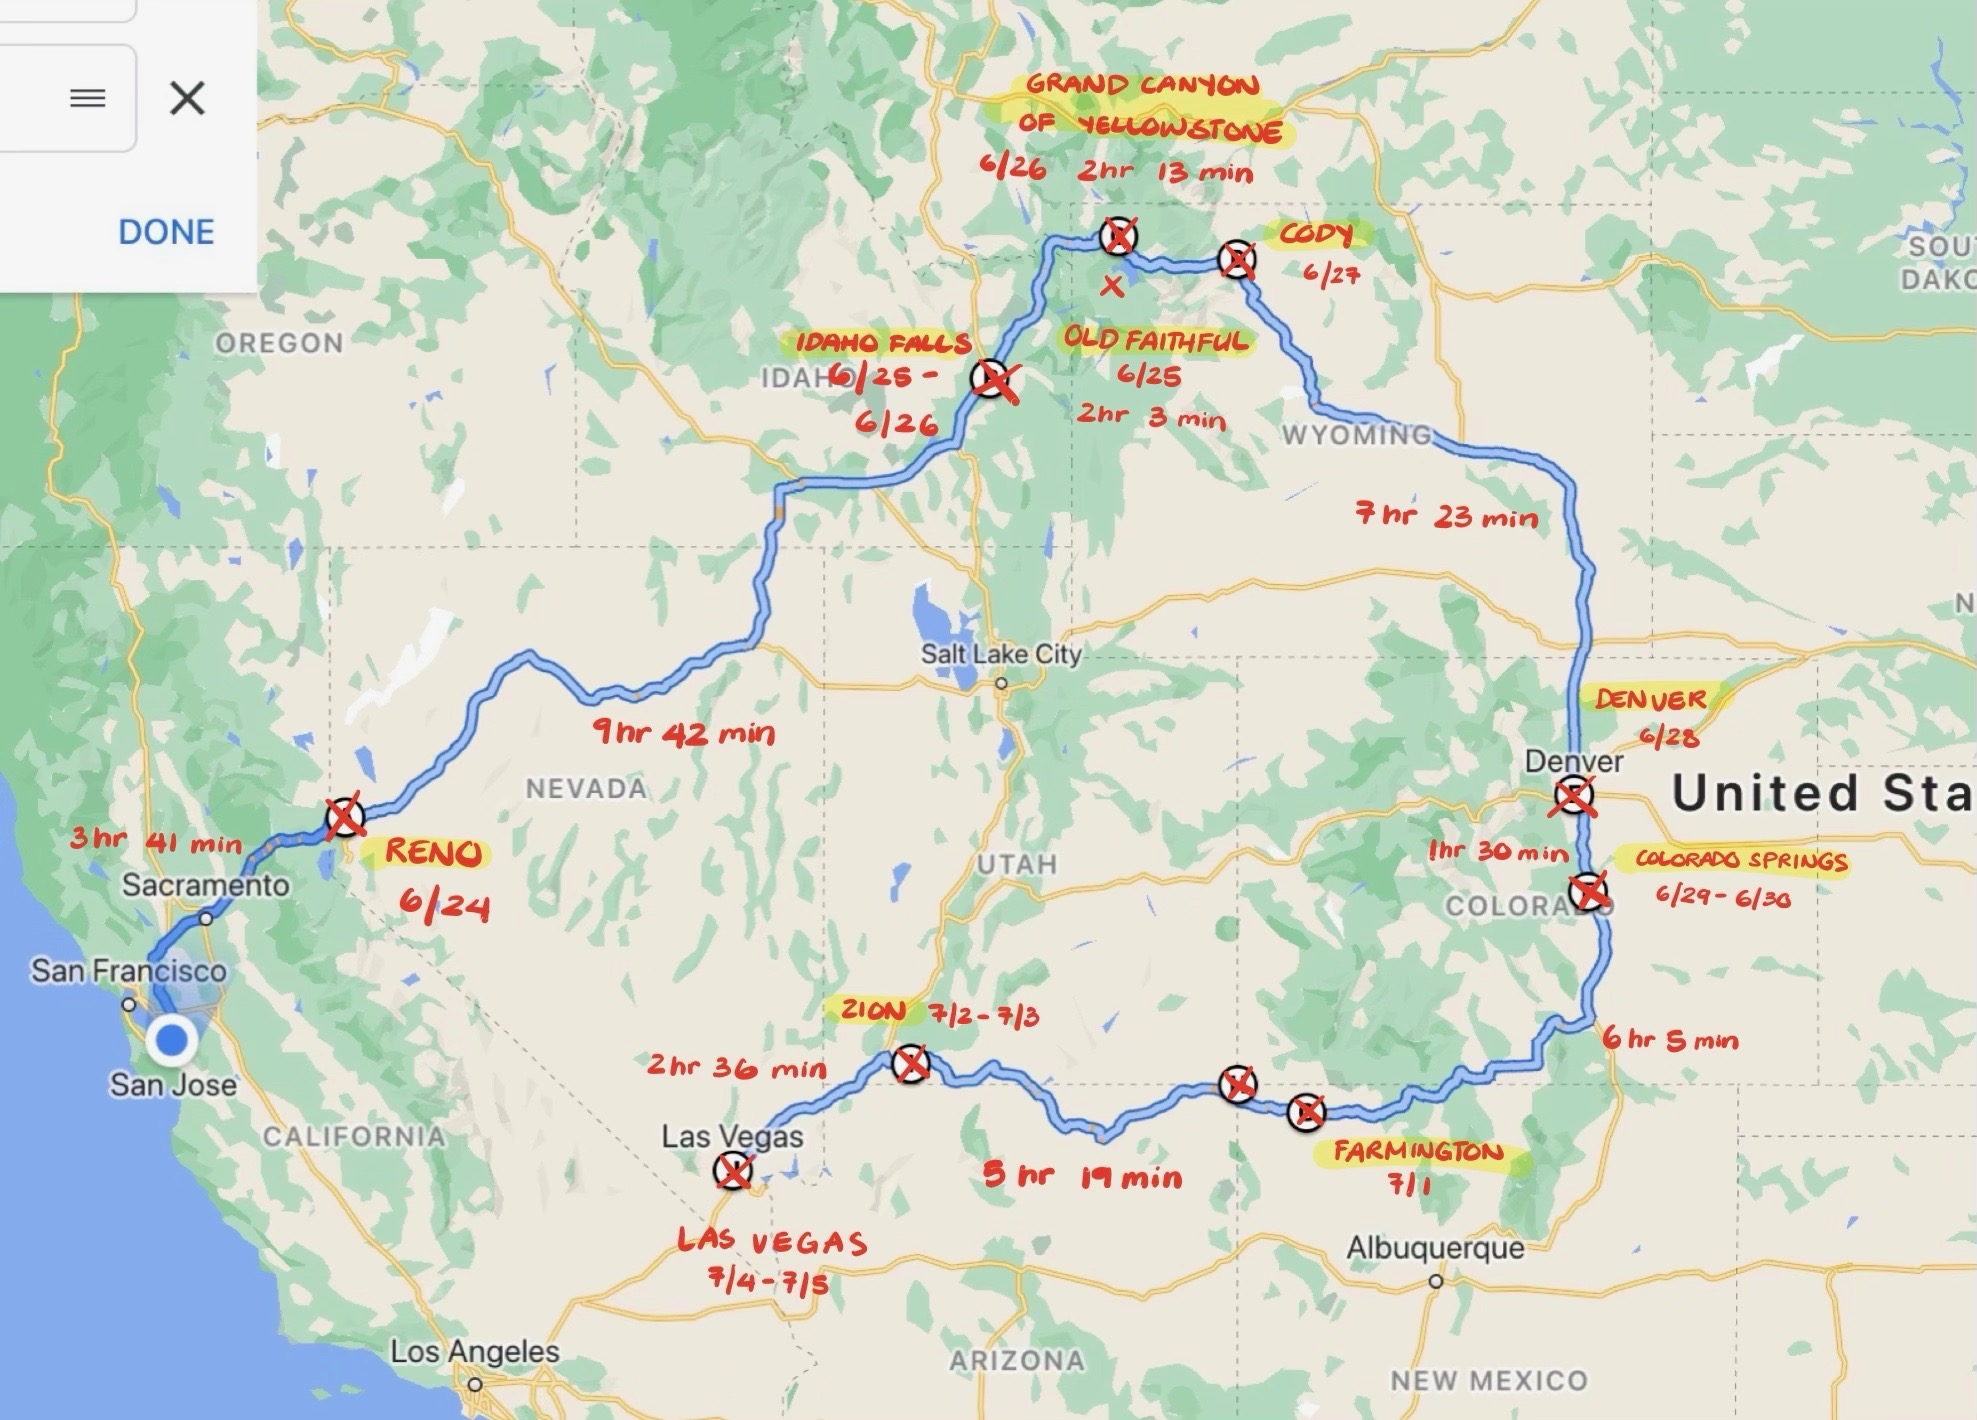 DONE
GRAND CANYON
OF YELLOWSTONE
6/26 2hr 13 min
CODY
6/27
SOU
DAKO
OREGON
IDAHO FALLS
IDAHO
6/25 -
6/26
OLD FAITHFUL
6/25
2hr 3 min
WYOMING
7 hr 23 min
N
Salt Lake City
DENVER
6/28
9hr 42 min
Denver
NEVADA
United Sta
3hr 41 min
RENO
6/24
UTAH
1hr 30 min
COLORADO SPRINGS
6/29 - 6/30
COLORADO
Sacramento
San Francisco
ZION 7/2 - 7/3
6 hr 5 min
2hr 36 min
San Jose
CALIFORNIA
Las Vegas
5 hr 19 min
FARMINGTON
7/1
LAS VEGAS
7/4 - 7/5
Albuquerque
Los Angeles
ARIZONA
NEW MEXICO